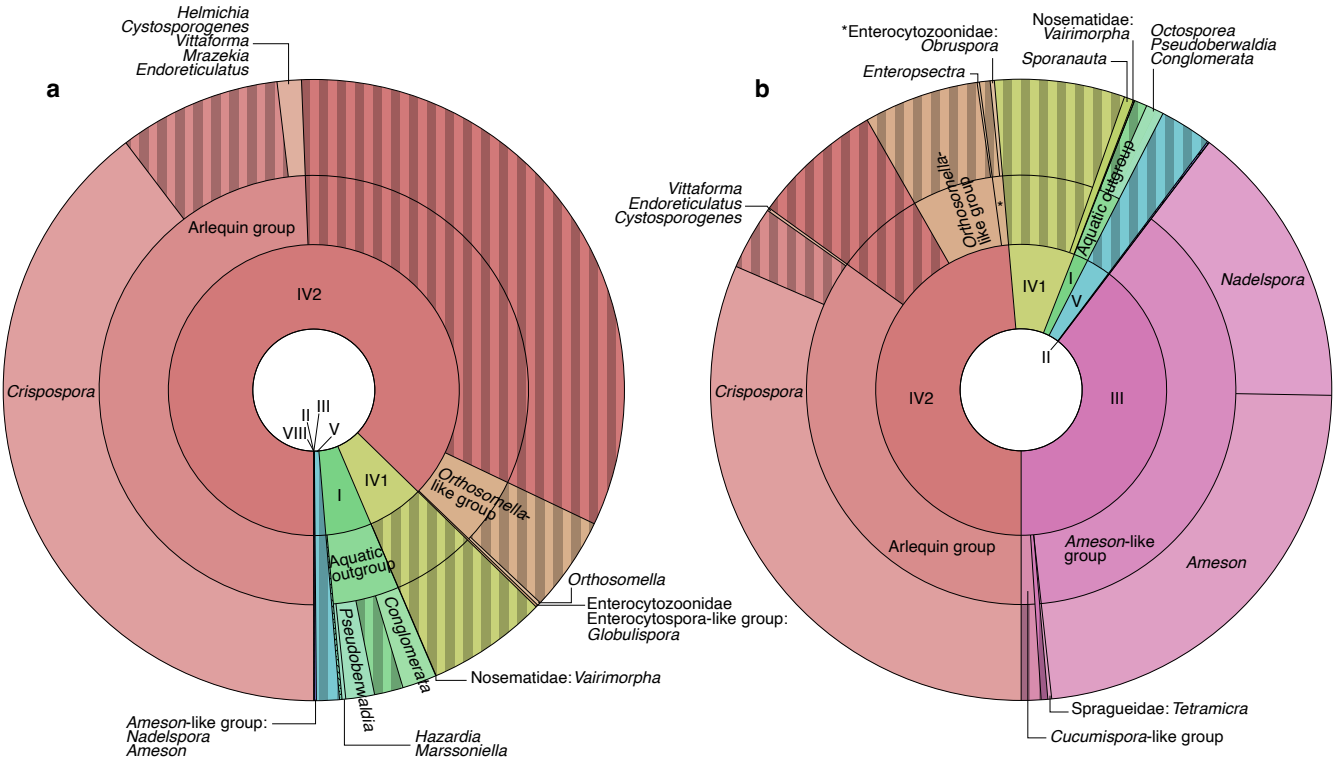 a
Helmichia
Cystosporogenes
Vittaforma
Mrazekia
Endoreticulatus
Arlequin group
IV2
Crispospora
II
III
VIII
V
I
IV1
Orthosomella-
like group
Aquatic
outgroup
Pseudoberwaldia
Conglomerata
Orthosomella
Enterocytozoonidae
Enterocytospora-like group:
Globulispora
Nosematidae: Vairimorpha
Ameson-like group:
Nadelspora
Ameson
Hazardia
Marssoniella
b
*Enterocytozoonidae:
Obruspora
Enteropsectra
Nosematidae:
Vairimorpha
Sporanauta
Octosporea
Pseudoberwaldia
Conglomerata
Vittaforma
Endoreticulatus
Cystosporogenes
Orthosomella-
like group
*
Aquatic outgroup
IV1
I
V
II
Nadelspora
Crispospora
IV2
III
Arlequin group
Ameson-like
group
Ameson
Spragueidae: Tetramicra
Cucumispora-like group